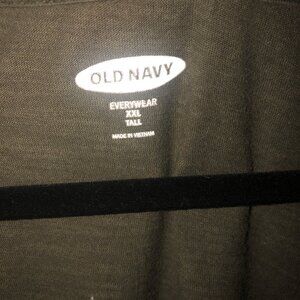 OLD NAVY
EVERYWEAR
XXL
TALL
MADE IN VIETNAM